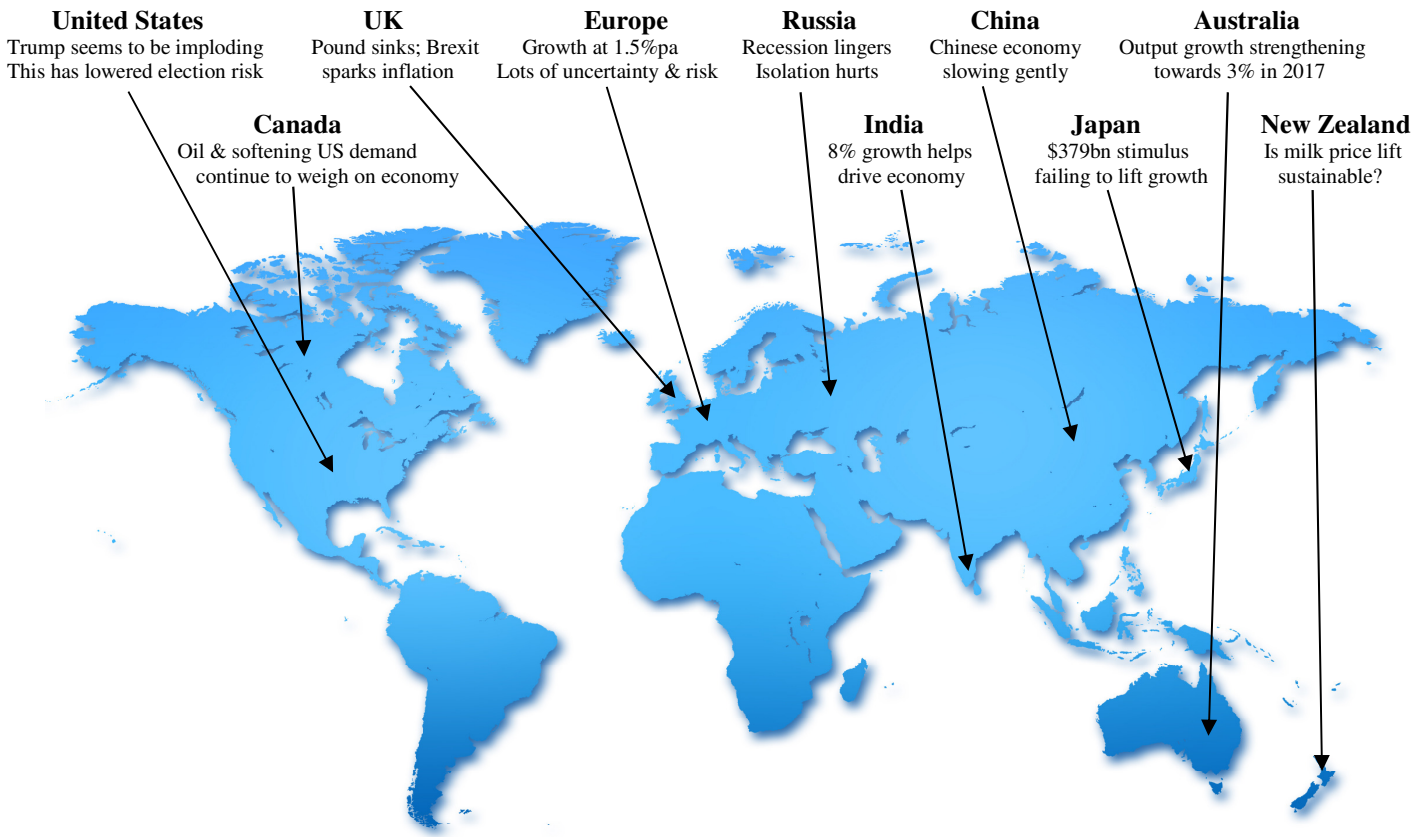 United States
Trump seems to be imploding
This has lowered election risk
UK
Pound sinks; Brexit
sparks inflation
Europe
Growth at 1.5%pa
Lots of uncertainty & risk
Russia
Recession lingers
Isolation hurts
China
Chinese economy
slowing gently
Australia
Output growth strengthening
towards 3% in 2017
Canada
Oil & softening US demand
continue to weigh on economy
India
8% growth helps
drive economy
Japan
$379bn stimulus
failing to lift growth
New Zealand
Is milk price lift
sustainable?